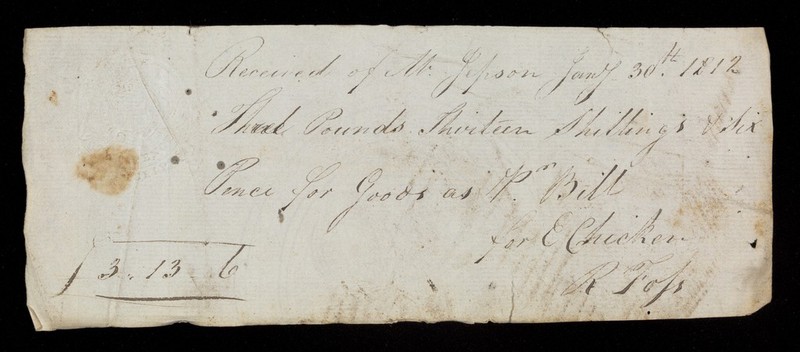 Received of Mr Jepson Jany 30th. 1812
Three Pounds Thirteen Shillings & Six
Pence for Goods as Pr. Bill
for E Chicken
£3.. 13 6
R Foſs